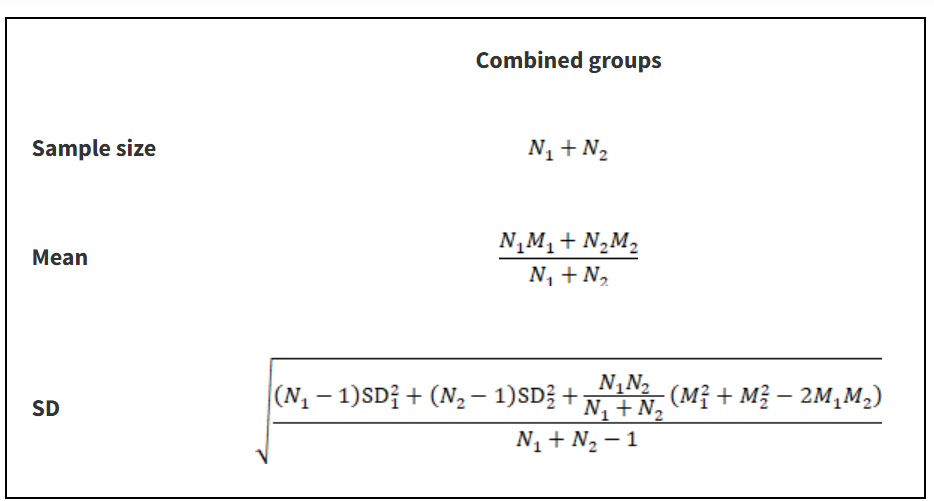 Combined groups
Sample size N₁ + N₂
Mean (N₁M₁ + N₂M₂) / (N₁ + N₂)
SD √( ((N₁ − 1)SD₁² + (N₂ − 1)SD₂² + (N₁N₂ / (N₁ + N₂)) (M₁² + M₂² − 2M₁M₂)) / (N₁ + N₂ − 1) )